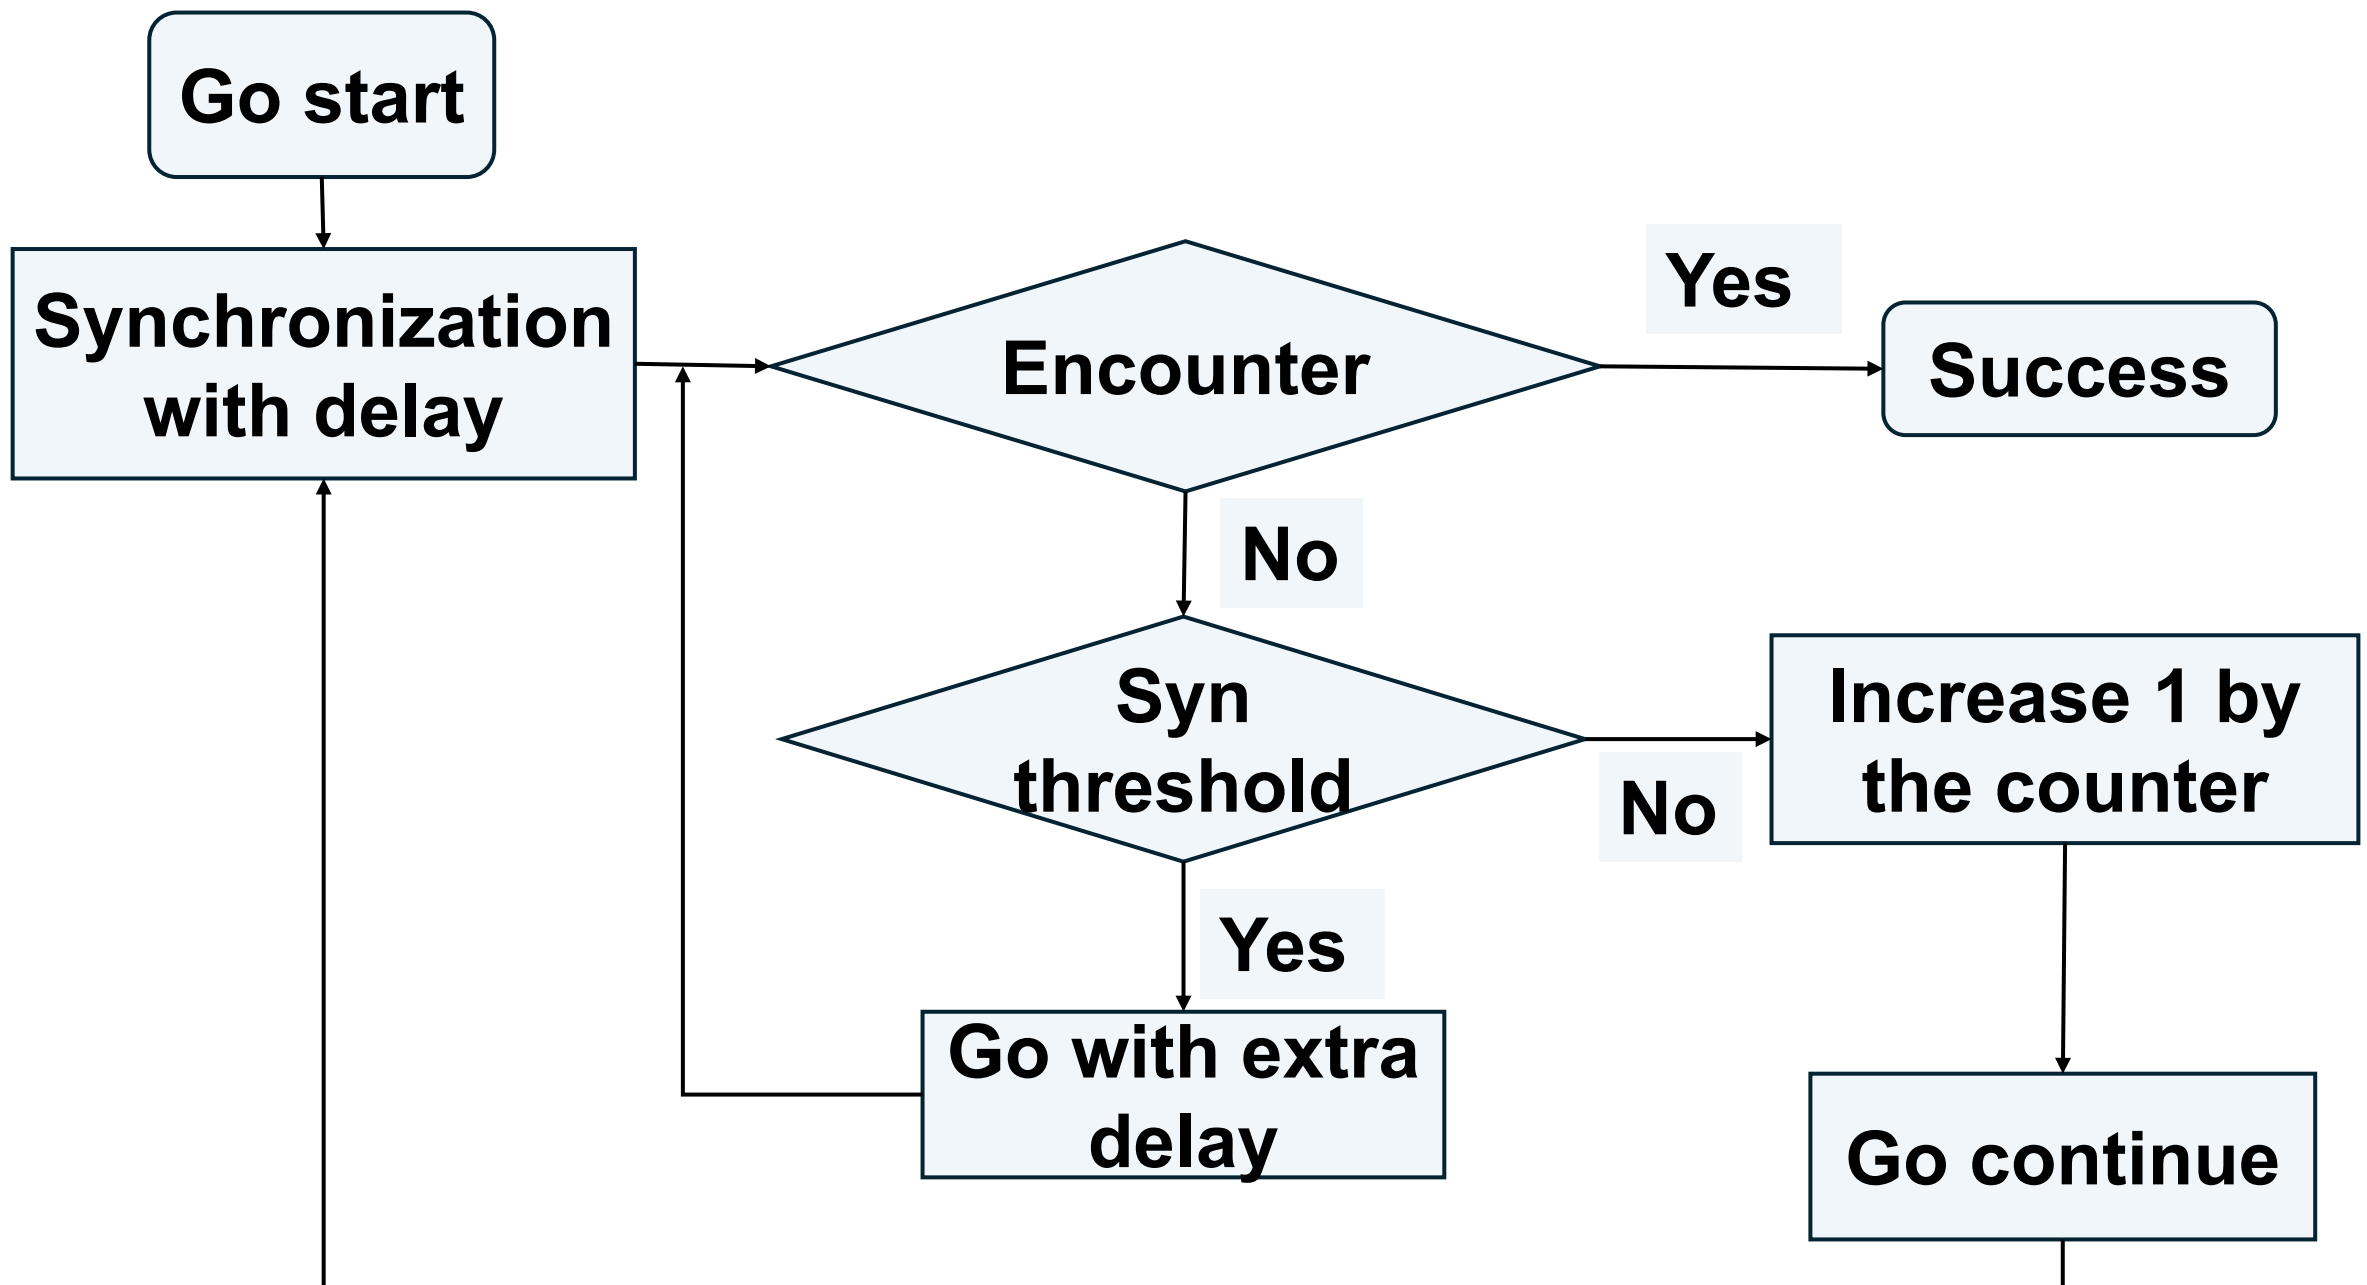 Go start
Synchronization
with delay
Encounter
Yes
Success
No
Syn
threshold
No
Increase 1 by
the counter
Yes
Go with extra
delay
Go continue